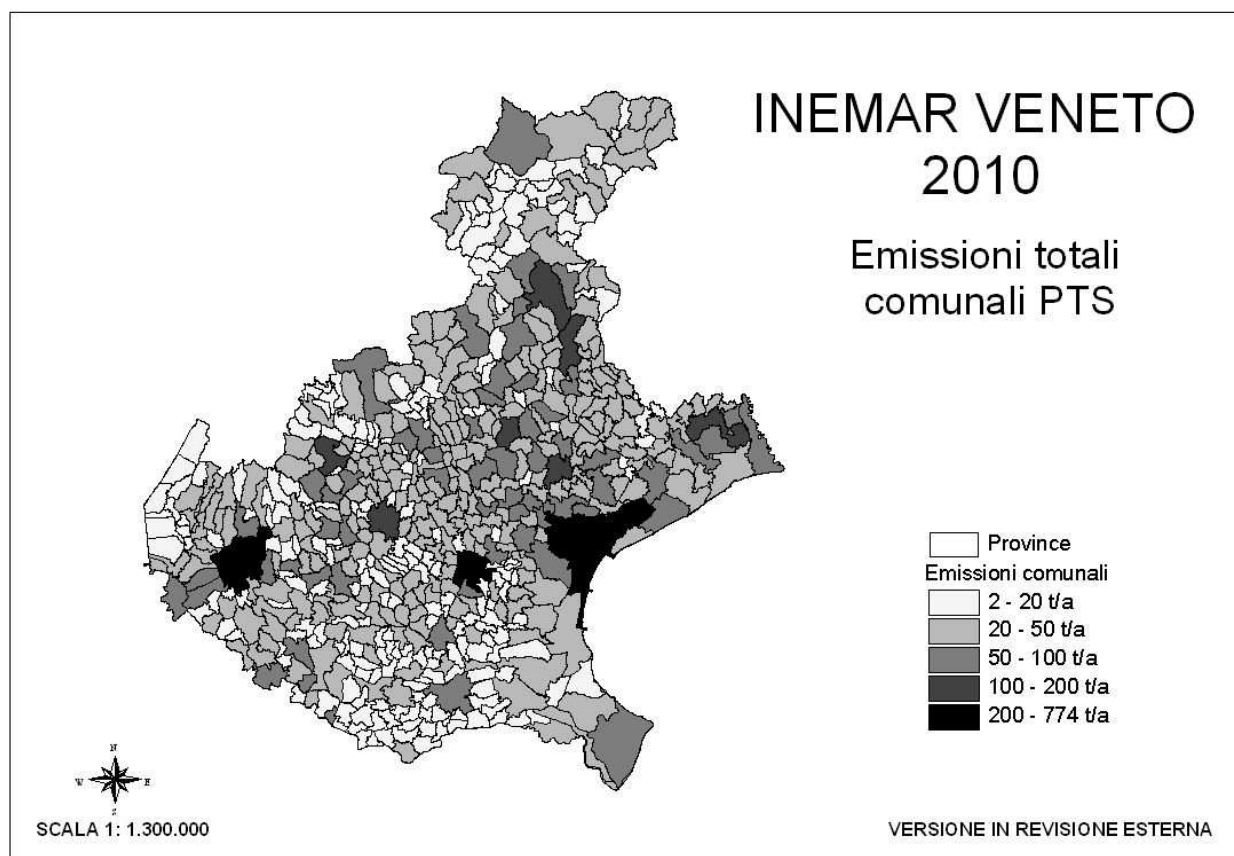 INEMAR VENETO
2010
Emissioni totali
comunali PTS
Province
Emissioni comunali
2 - 20 t/a
20 - 50 t/a
50 - 100 t/a
100 - 200 t/a
200 - 774 t/a
N
W E
S
SCALA 1: 1.300.000
VERSIONE IN REVISIONE ESTERNA